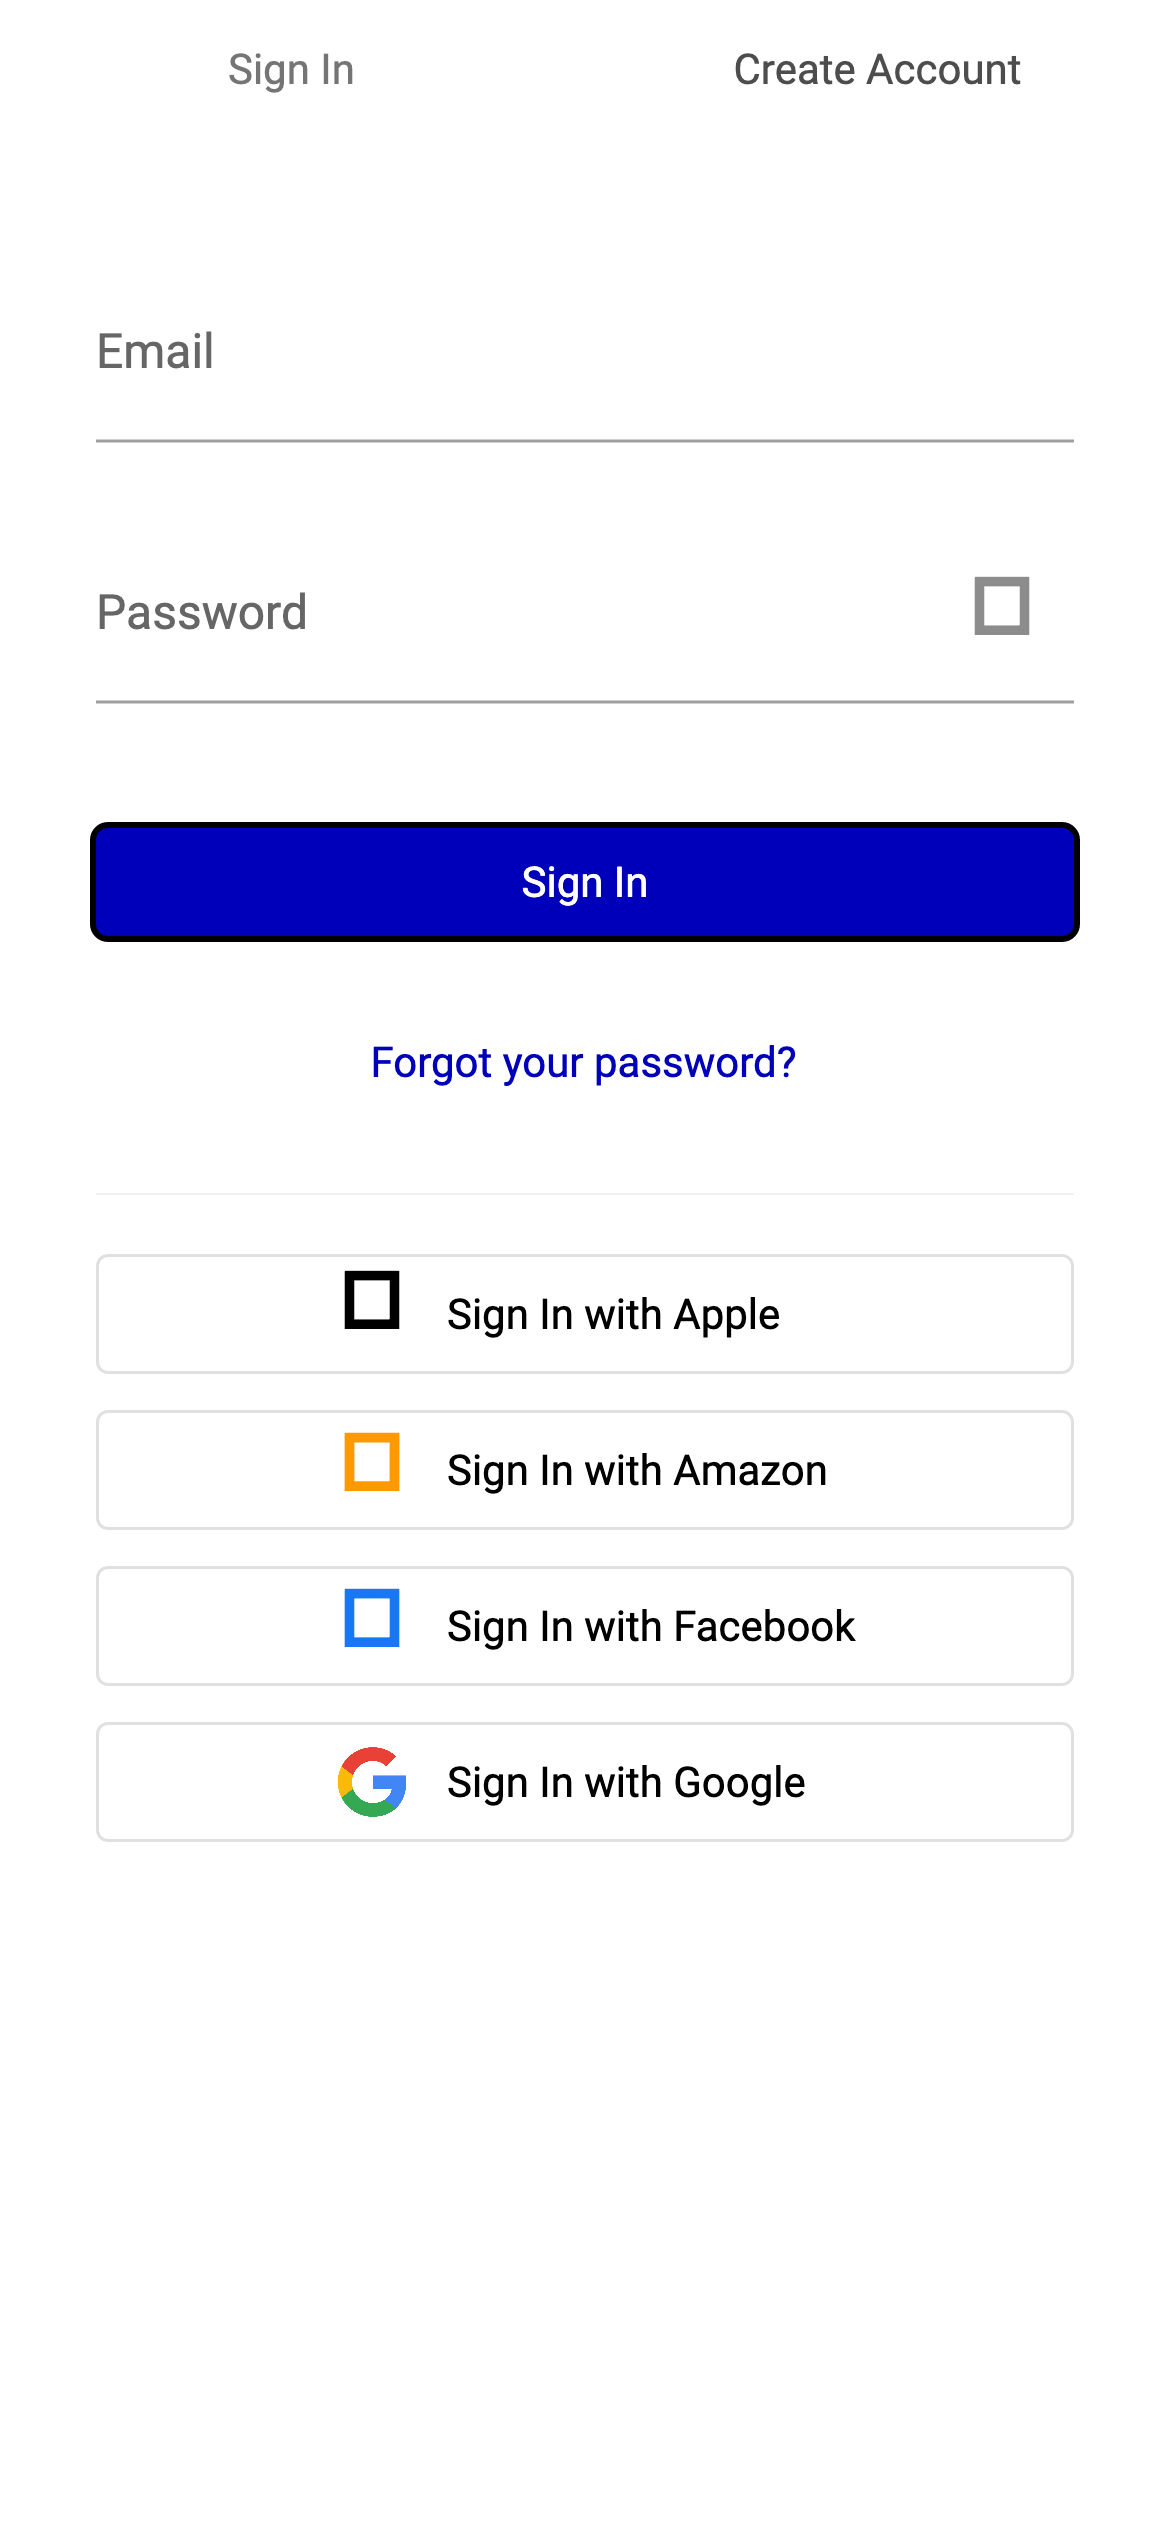 Sign In
Create Account
Email
Password
Sign In
Forgot your password?
Sign In with Apple
Sign In with Amazon
Sign In with Facebook
Sign In with Google